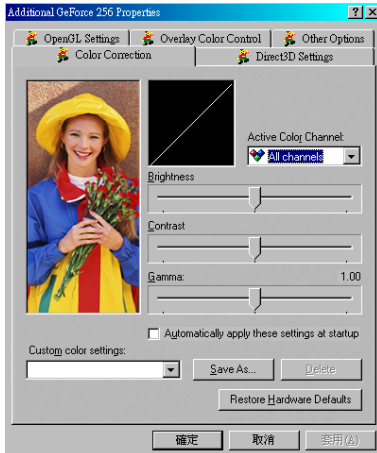 Additional GeForce 256 Properties
OpenGL Settings
Overlay Color Control
Other Options
Color Correction
Direct3D Settings
Active Color Channel:
All channels
Brightness
Contrast
Gamma: 1.00
Automatically apply these settings at startup
Custom color settings:
Save As...
Delete
Restore Hardware Defaults
確定
取消
套用(A)